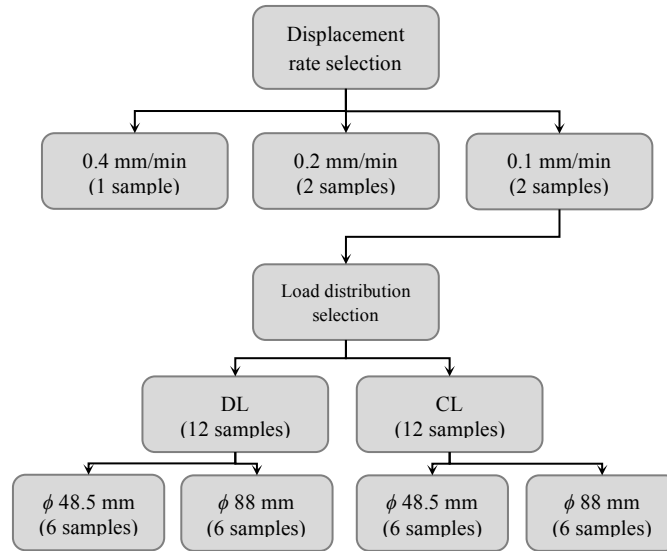 Displacement
rate selection
0.4 mm/min
(1 sample)
0.2 mm/min
(2 samples)
0.1 mm/min
(2 samples)
Load distribution
selection
DL
(12 samples)
CL
(12 samples)
ϕ 48.5 mm
(6 samples)
ϕ 88 mm
(6 samples)
ϕ 48.5 mm
(6 samples)
ϕ 88 mm
(6 samples)